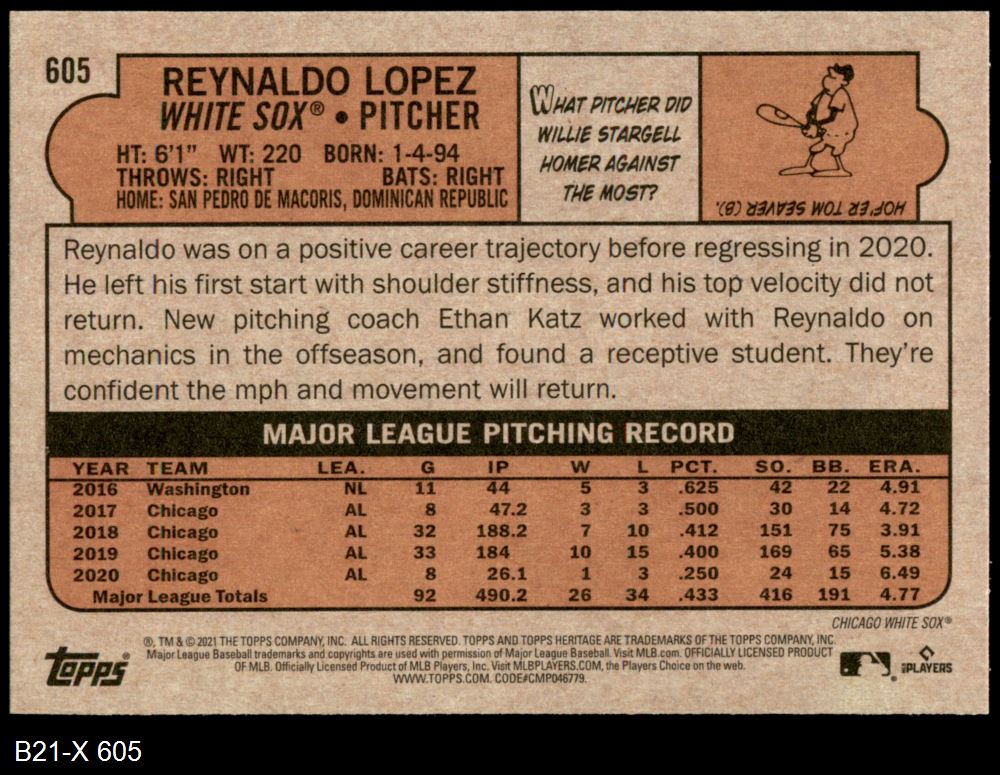 605
REYNALDO LOPEZ
WHITE SOX® • PITCHER
HT: 6'1" WT: 220 BORN: 1-4-94
THROWS: RIGHT BATS: RIGHT
HOME: SAN PEDRO DE MACORIS, DOMINICAN REPUBLIC
WHAT PITCHER DID
WILLIE STARGELL
HOMER AGAINST
THE MOST?
HOF'ER TOM SEAVER (8).
Reynaldo was on a positive career trajectory before regressing in 2020.
He left his first start with shoulder stiffness, and his top velocity did not
return. New pitching coach Ethan Katz worked with Reynaldo on
mechanics in the offseason, and found a receptive student. They're
confident the mph and movement will return.
MAJOR LEAGUE PITCHING RECORD
YEAR TEAM LEA. G IP W L PCT. SO. BB. ERA.
2016 Washington NL 11 44 5 3 .625 42 22 4.91
2017 Chicago AL 8 47.2 3 3 .500 30 14 4.72
2018 Chicago AL 32 188.2 7 10 .412 151 75 3.91
2019 Chicago AL 33 184 10 15 .400 169 65 5.38
2020 Chicago AL 8 26.1 1 3 .250 24 15 6.49
Major League Totals 92 490.2 26 34 .433 416 191 4.77
CHICAGO WHITE SOX®
topps®
®, TM & © 2021 THE TOPPS COMPANY, INC. ALL RIGHTS RESERVED. TOPPS AND TOPPS HERITAGE ARE TRADEMARKS OF THE TOPPS COMPANY, INC.
Major League Baseball trademarks and copyrights are used with permission of Major League Baseball. Visit MLB.com. OFFICIALLY LICENSED PRODUCT
OF MLB. Officially Licensed Product of MLB Players, Inc. Visit MLBPLAYERS.COM, the Players Choice on the web.
WWW.TOPPS.COM. CODE#CMP046779.
PLAYERS
B21-X 605